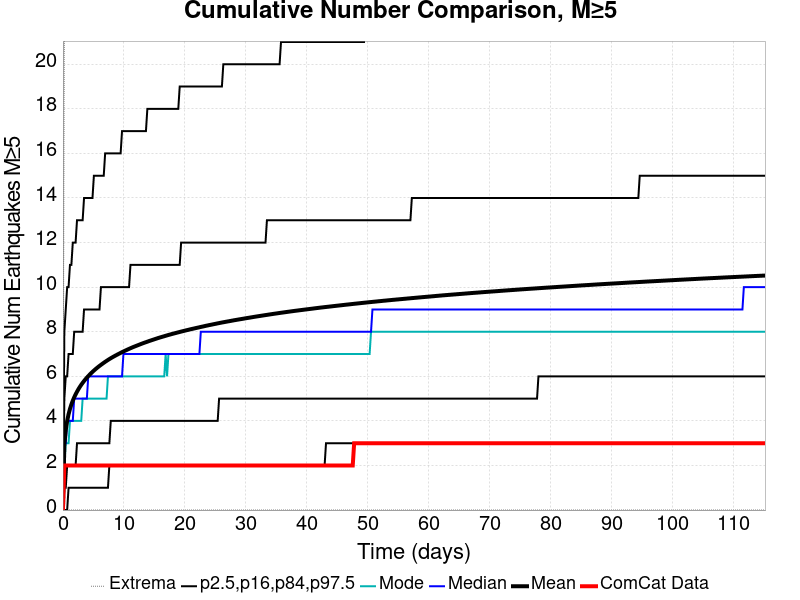 Cumulative Number Comparison, M≥5
Cumulative Num Earthquakes M≥5
20
18
16
14
12
10
8
6
4
2
0
0 10 20 30 40 50 60 70 80 90 100 110
Time (days)
Extrema p2.5,p16,p84,p97.5 Mode Median Mean ComCat Data